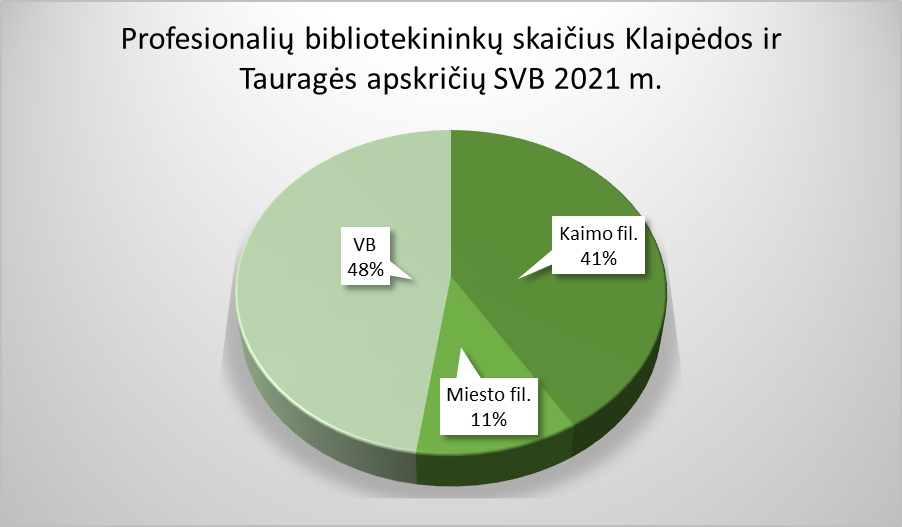 Profesionalių bibliotekininkų skaičius Klaipėdos ir
Tauragės apskričių SVB 2021 m.
VB
48%
Kaimo fil.
41%
Miesto fil.
11%